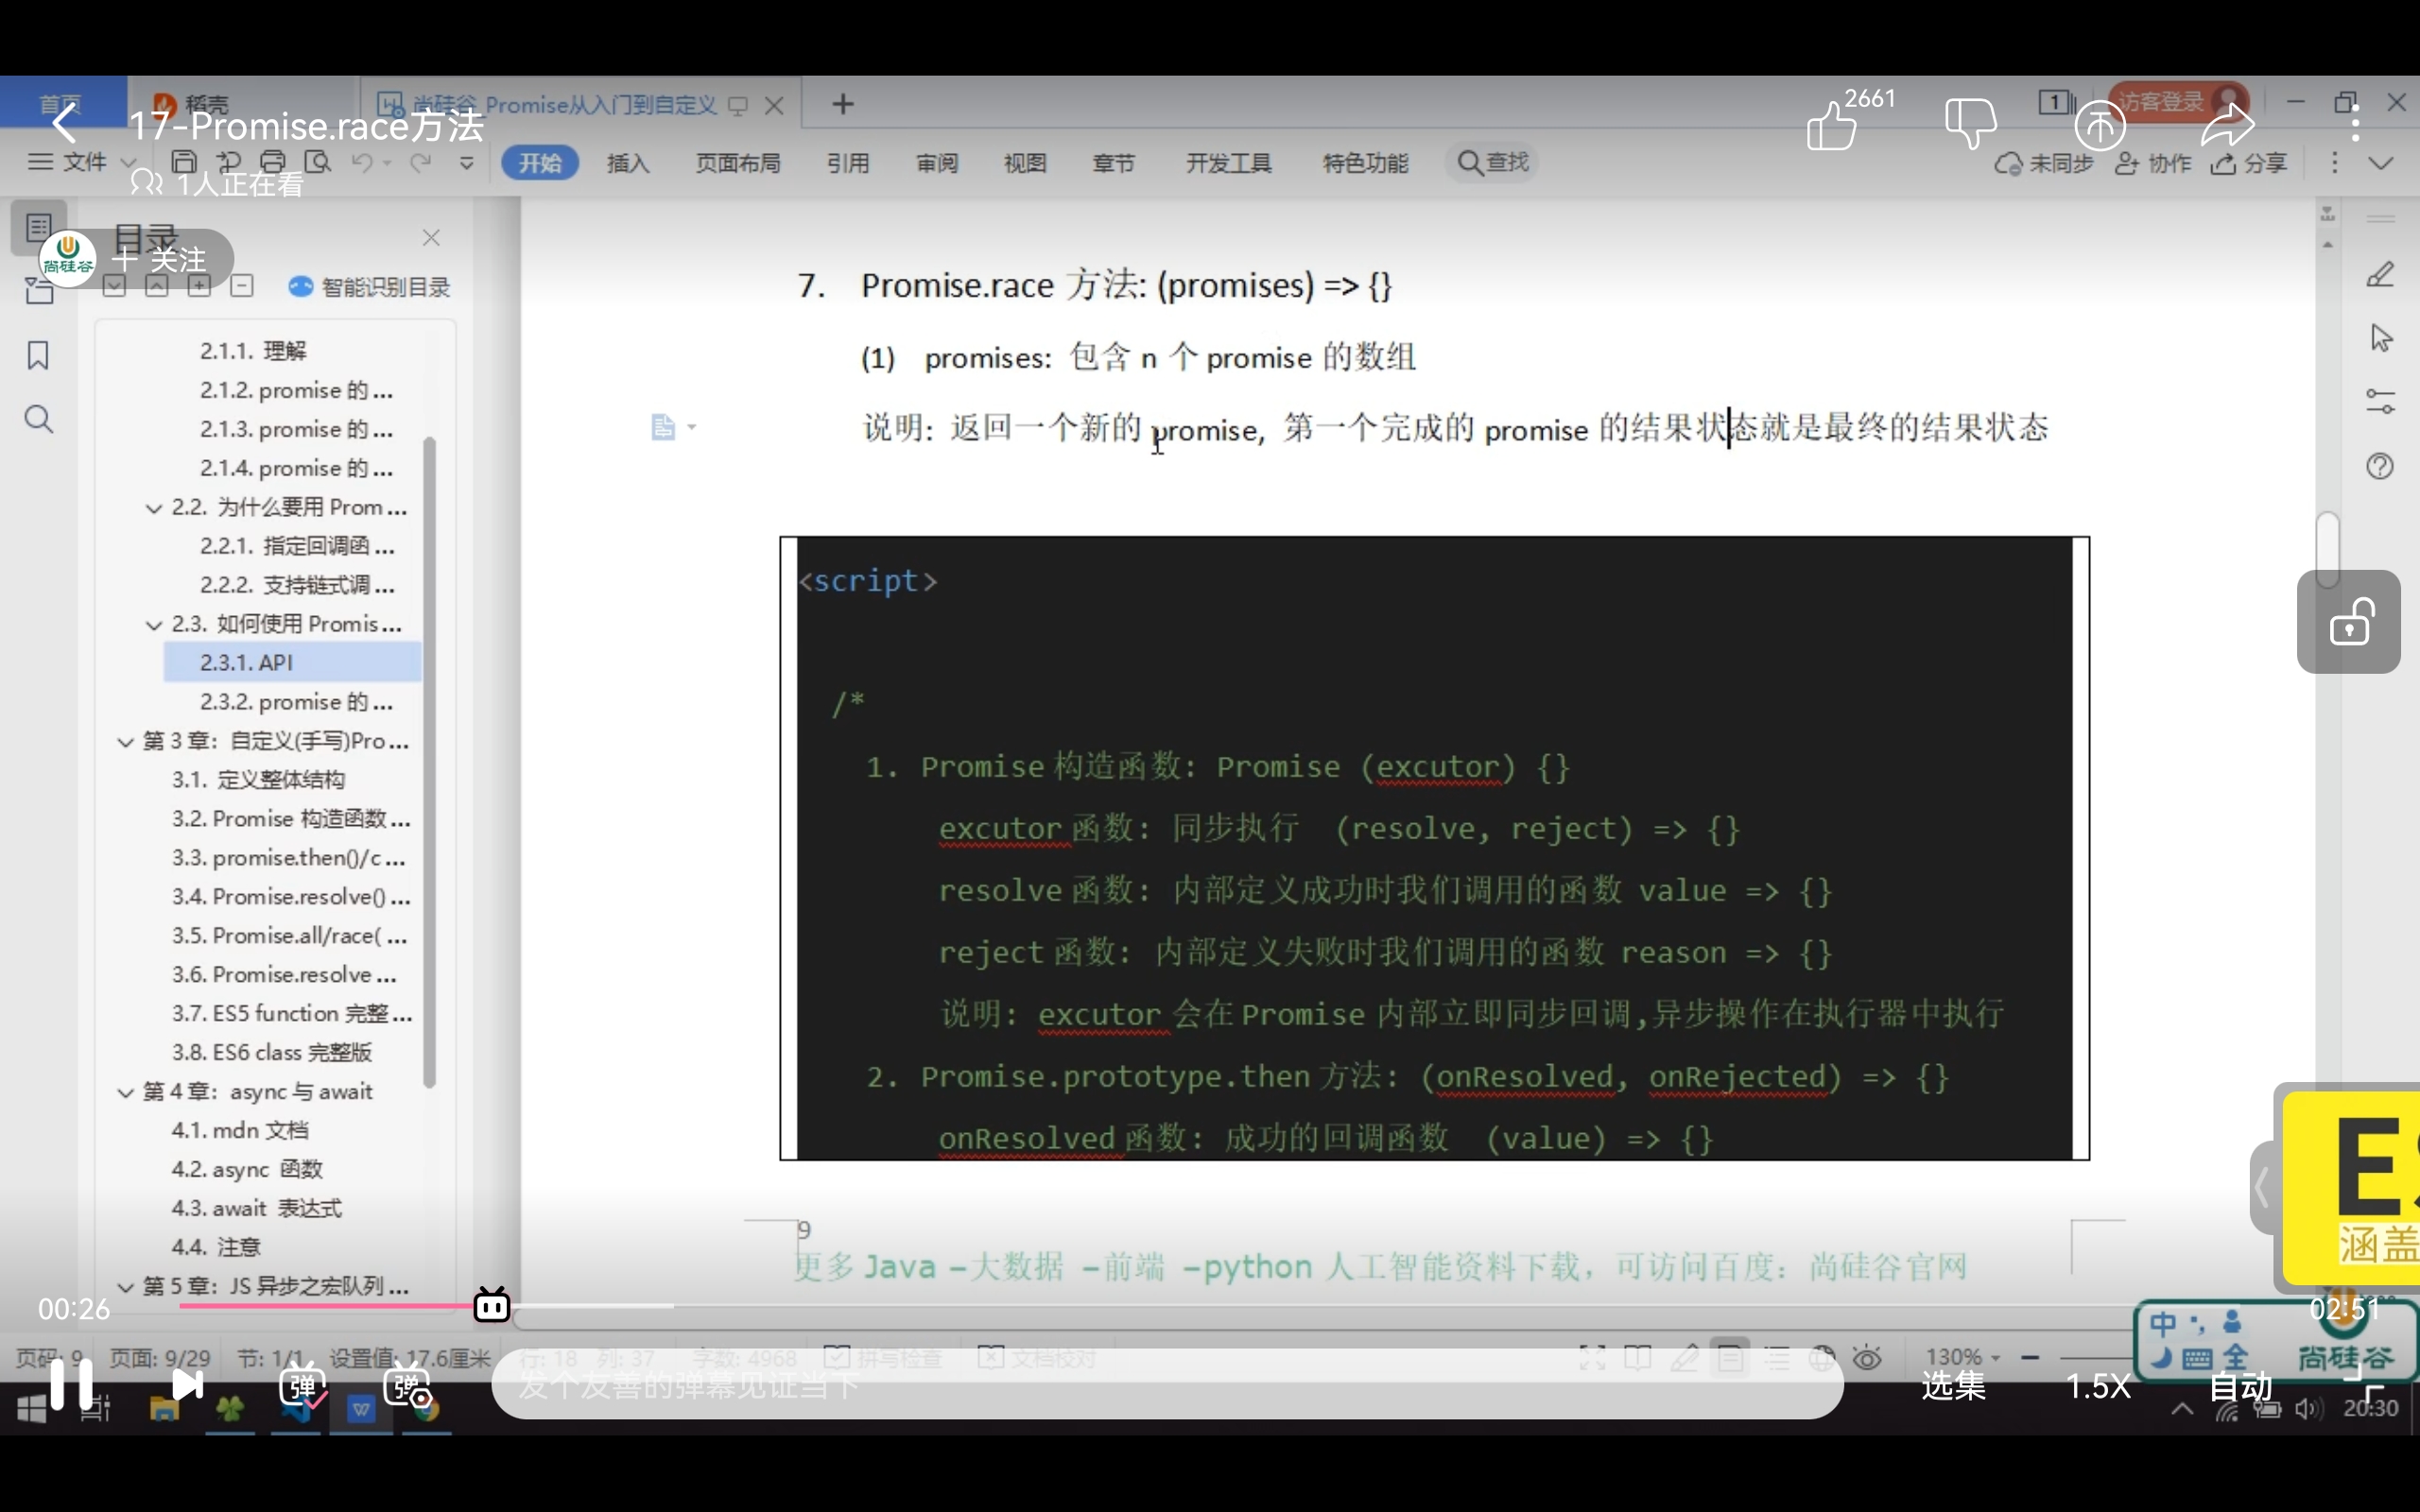 首页
稻壳
尚硅谷_Promise从入门到自定义
17-Promise.race方法
2661
访客登录
文件
开始
插入
页面布局
引用
审阅
视图
章节
开发工具
特色功能
查找
未同步
协作
分享
1人正在看
目录
尚硅谷
+ 关注
智能识别目录
2.1.1. 理解
2.1.2. promise 的 ...
2.1.3. promise 的 ...
2.1.4. promise 的 ...
2.2. 为什么要用 Prom ...
2.2.1. 指定回调函 ...
2.2.2. 支持链式调 ...
2.3. 如何使用 Promis ...
2.3.1. API
2.3.2. promise 的 ...
第 3 章：自定义(手写)Pro ...
3.1. 定义整体结构
3.2. Promise 构造函数 ...
3.3. promise.then()/c ...
3.4. Promise.resolve() ...
3.5. Promise.all/race( ...
3.6. Promise.resolve ...
3.7. ES5 function 完整 ...
3.8. ES6 class 完整版
第 4 章：async 与 await
4.1. mdn 文档
4.2. async 函数
4.3. await 表达式
4.4. 注意
第 5 章：JS 异步之宏队列 ...
7. Promise.race 方法: (promises) => {}
(1) promises: 包含 n 个 promise 的数组
说明: 返回一个新的 promise, 第一个完成的 promise 的结果状态就是最终的结果状态
<script>
/*
1. Promise 构造函数: Promise (excutor) {}
excutor 函数: 同步执行 (resolve, reject) => {}
resolve 函数: 内部定义成功时我们调用的函数 value => {}
reject 函数: 内部定义失败时我们调用的函数 reason => {}
说明: excutor 会在 Promise 内部立即同步回调,异步操作在执行器中执行
2. Promise.prototype.then 方法: (onResolved, onRejected) => {}
onResolved 函数: 成功的回调函数 (value) => {}
9
更多 Java –大数据 –前端 –python 人工智能资料下载，可访问百度：尚硅谷官网
涵盖
00:26
02:51
页码: 9
页面: 9/29
节: 1/1
设置值: 17.6厘米
行: 18
列: 37
字数: 4968
拼写检查
文档校对
130%
中
全
尚硅谷
弹
弹
发个友善的弹幕见证当下
选集
1.5X
自动
20:30